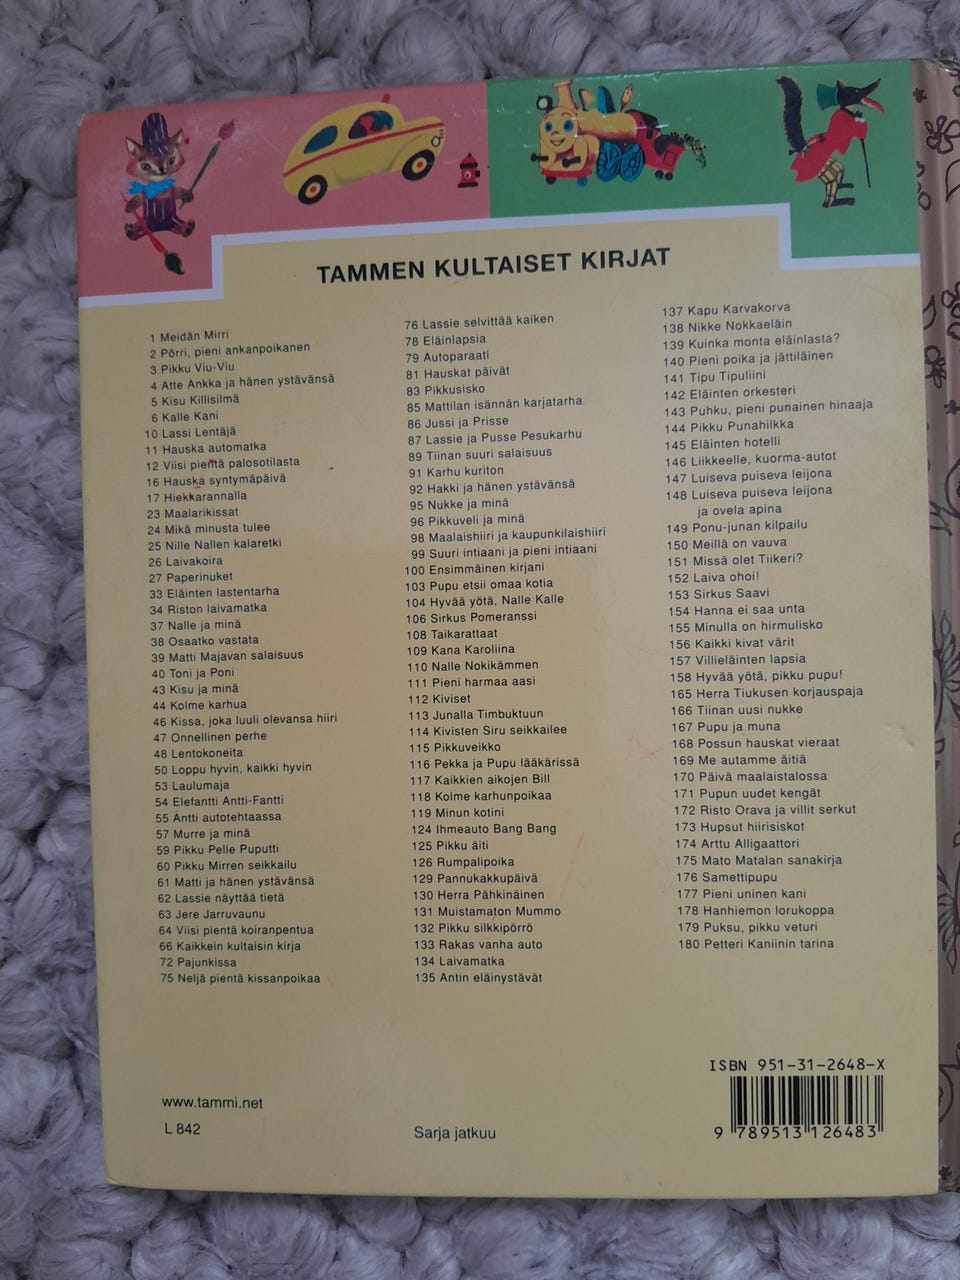 TAMMEN KULTAISET KIRJAT
1 Meidän Mirri
2 Pörri, pieni ankanpoikanen
3 Pikku Viu-Viu
4 Atte Ankka ja hänen ystävänsä
5 Kisu Killisilmä
6 Kalle Kani
10 Lassi Lentäjä
11 Hauska automatka
12 Viisi pientä palosotilasta
16 Hauska syntymäpäivä
17 Hiekkarannalla
23 Maalarikissat
24 Mikä minusta tulee
25 Nille Nallen kalaretki
26 Laivakoira
27 Paperinuket
33 Eläinten lastentarha
34 Riston laivamatka
37 Nalle ja minä
38 Osaatko vastata
39 Matti Majavan salaisuus
40 Toni ja Poni
43 Kisu ja minä
44 Kolme karhua
46 Kissa, joka luuli olevansa hiiri
47 Onnellinen perhe
48 Lentokoneita
50 Loppu hyvin, kaikki hyvin
53 Laulumaja
54 Elefantti Antti-Fantti
55 Antti autotehtaassa
57 Murre ja minä
59 Pikku Pelle Puputti
60 Pikku Mirren seikkailu
61 Matti ja hänen ystävänsä
62 Lassie näyttää tietä
63 Jere Jarruvaunu
64 Viisi pientä koiranpentua
66 Kaikkein kultaisin kirja
72 Pajunkissa
75 Neljä pientä kissanpoikaa
76 Lassie selvittää kaiken
78 Eläinlapsia
79 Autoparaati
81 Hauskat päivät
83 Pikkusisko
85 Mattilan isännän karjatarha
86 Jussi ja Prisse
87 Lassie ja Pusse Pesukarhu
89 Tiinan suuri salaisuus
91 Karhu kuriton
92 Hakki ja hänen ystävänsä
95 Nukke ja minä
96 Pikkuveli ja minä
98 Maalaishiiri ja kaupunkilaishiiri
99 Suuri intiaani ja pieni intiaani
100 Ensimmäinen kirjani
103 Pupu etsii omaa kotia
104 Hyvää yötä, Nalle Kalle
106 Sirkus Pomeranssi
108 Taikarattaat
109 Kana Karoliina
110 Nalle Nokikämmen
111 Pieni harmaa aasi
112 Kiviset
113 Junalla Timbuktuun
114 Kivisten Siru seikkailee
115 Pikkuveikko
116 Pekka ja Pupu lääkärissä
117 Kaikkien aikojen Bill
118 Kolme karhunpoikaa
119 Minun kotini
124 Ihmeauto Bang Bang
125 Pikku äiti
126 Rumpalipoika
129 Pannukakkupäivä
130 Herra Pähkinäinen
131 Muistamaton Mummo
132 Pikku silkkipörrö
133 Rakas vanha auto
134 Laivamatka
135 Antin eläinystävät
137 Kapu Karvakorva
138 Nikke Nokkaeläin
139 Kuinka monta eläinlasta?
140 Pieni poika ja jättiläinen
141 Tipu Tipuliini
142 Eläinten orkesteri
143 Puhku, pieni punainen hinaaja
144 Pikku Punahilkka
145 Eläinten hotelli
146 Liikkeelle, kuorma-autot
147 Luiseva puiseva leijona
148 Luiseva puiseva leijona
ja ovela apina
149 Ponu-junan kilpailu
150 Meillä on vauva
151 Missä olet Tiikeri?
152 Laiva ohoi!
153 Sirkus Saavi
154 Hanna ei saa unta
155 Minulla on hirmulisko
156 Kaikki kivat värit
157 Villieläinten lapsia
158 Hyvää yötä, pikku pupu!
165 Herra Tiukusen korjauspaja
166 Tiinan uusi nukke
167 Pupu ja muna
168 Possun hauskat vieraat
169 Me autamme äitiä
170 Päivä maalaistalossa
171 Pupun uudet kengät
172 Risto Orava ja villit serkut
173 Hupsut hiirisiskot
174 Arttu Alligaattori
175 Mato Matalan sanakirja
176 Samettipupu
177 Pieni uninen kani
178 Hanhiemon lorukoppa
179 Puksu, pikku veturi
180 Petteri Kaniinin tarina
www.tammi.net
L 842
Sarja jatkuu
ISBN 951-31-2648-X
9 789513 126483